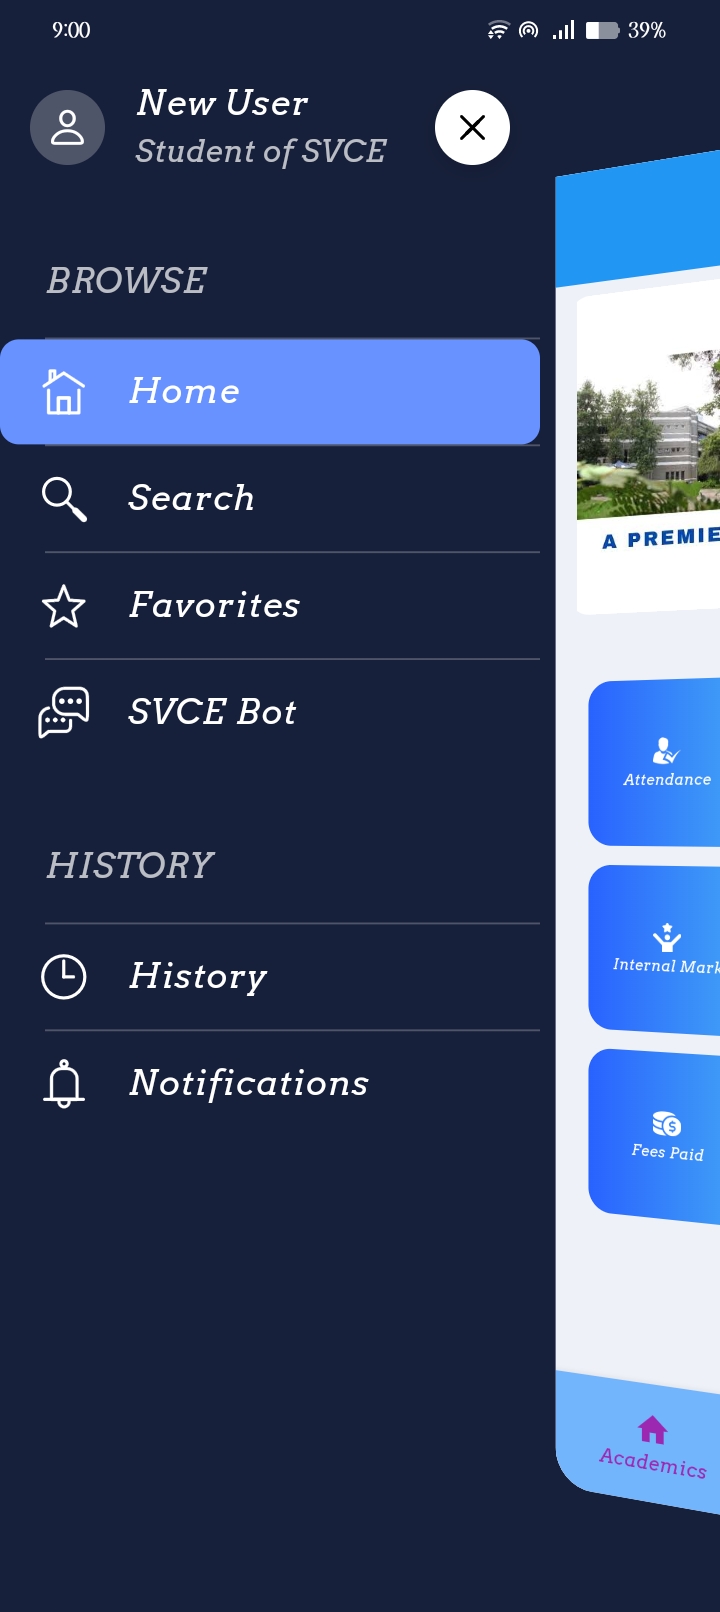 9:00
39%
New User
Student of SVCE
BROWSE
Home
Search
Favorites
SVCE Bot
HISTORY
History
Notifications
A PREMIE
Attendance
Internal Mark
Fees Paid
Academics